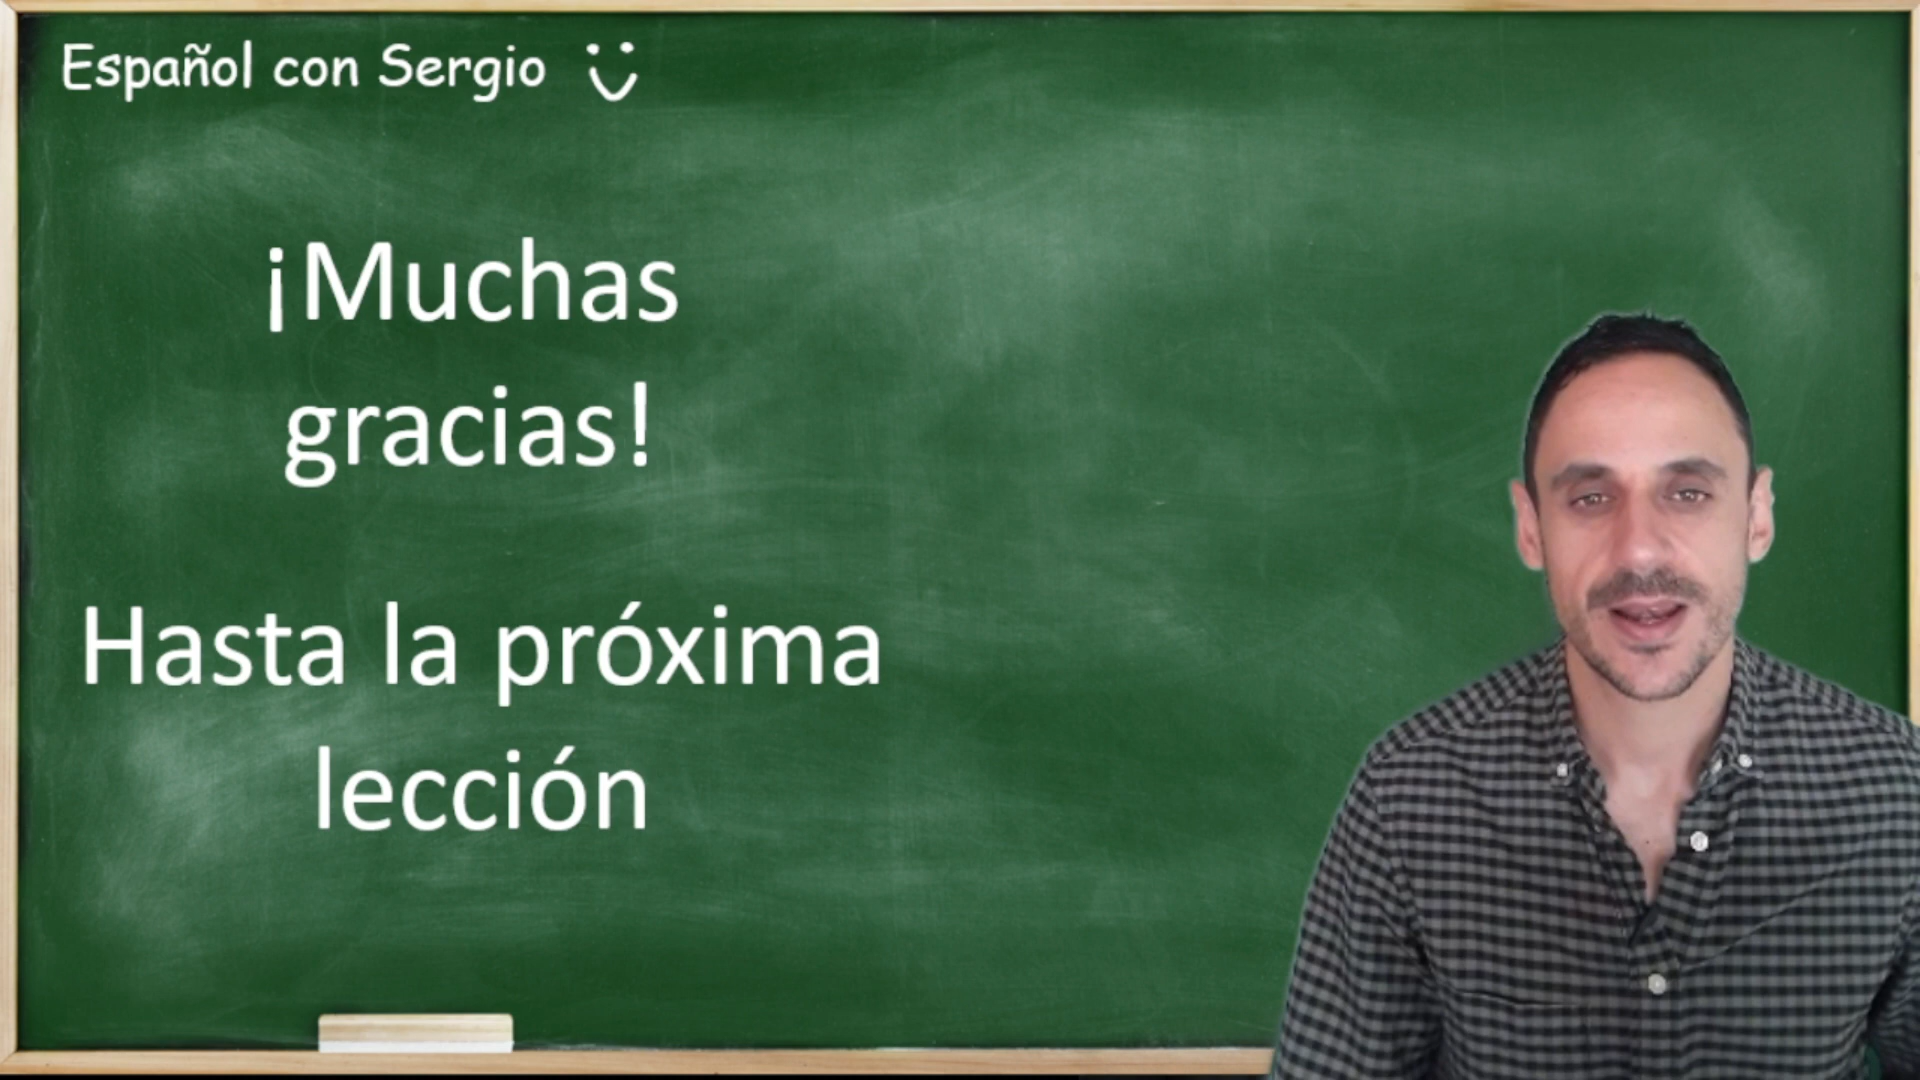 Español con Sergio
¡Muchas
gracias!
Hasta la próxima
lección